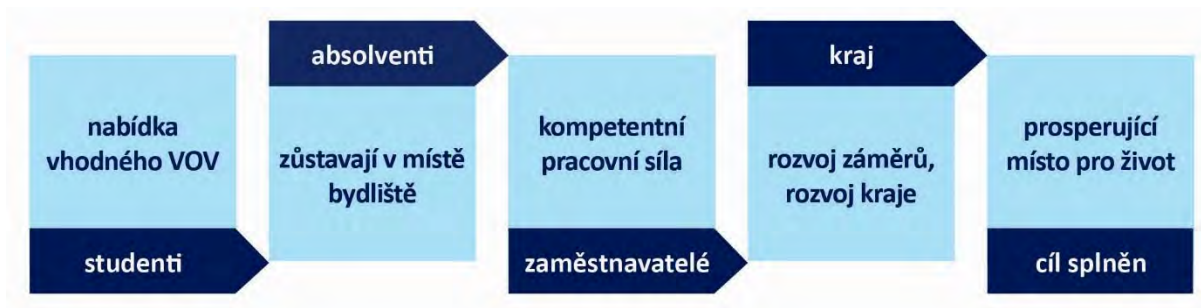 nabídka
vhodného VOV
studenti
absolventi
zůstavají v místě
bydliště
kompetentní
pracovní síla
zaměstnavatelé
kraj
rozvoj záměrů,
rozvoj kraje
prosperující
místo pro život
cíl splněn